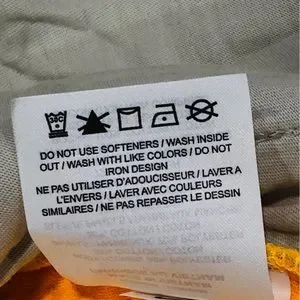 DO NOT USE SOFTENERS / WASH INSIDE
OUT / WASH WITH LIKE COLORS / DO NOT
IRON DESIGN
NE PAS UTILISER D'ADOUCISSEUR / LAVER A
L'ENVERS / LAVER AVEC COULEURS
SIMILAIRES / NE PAS REPASSER LE DESSIN